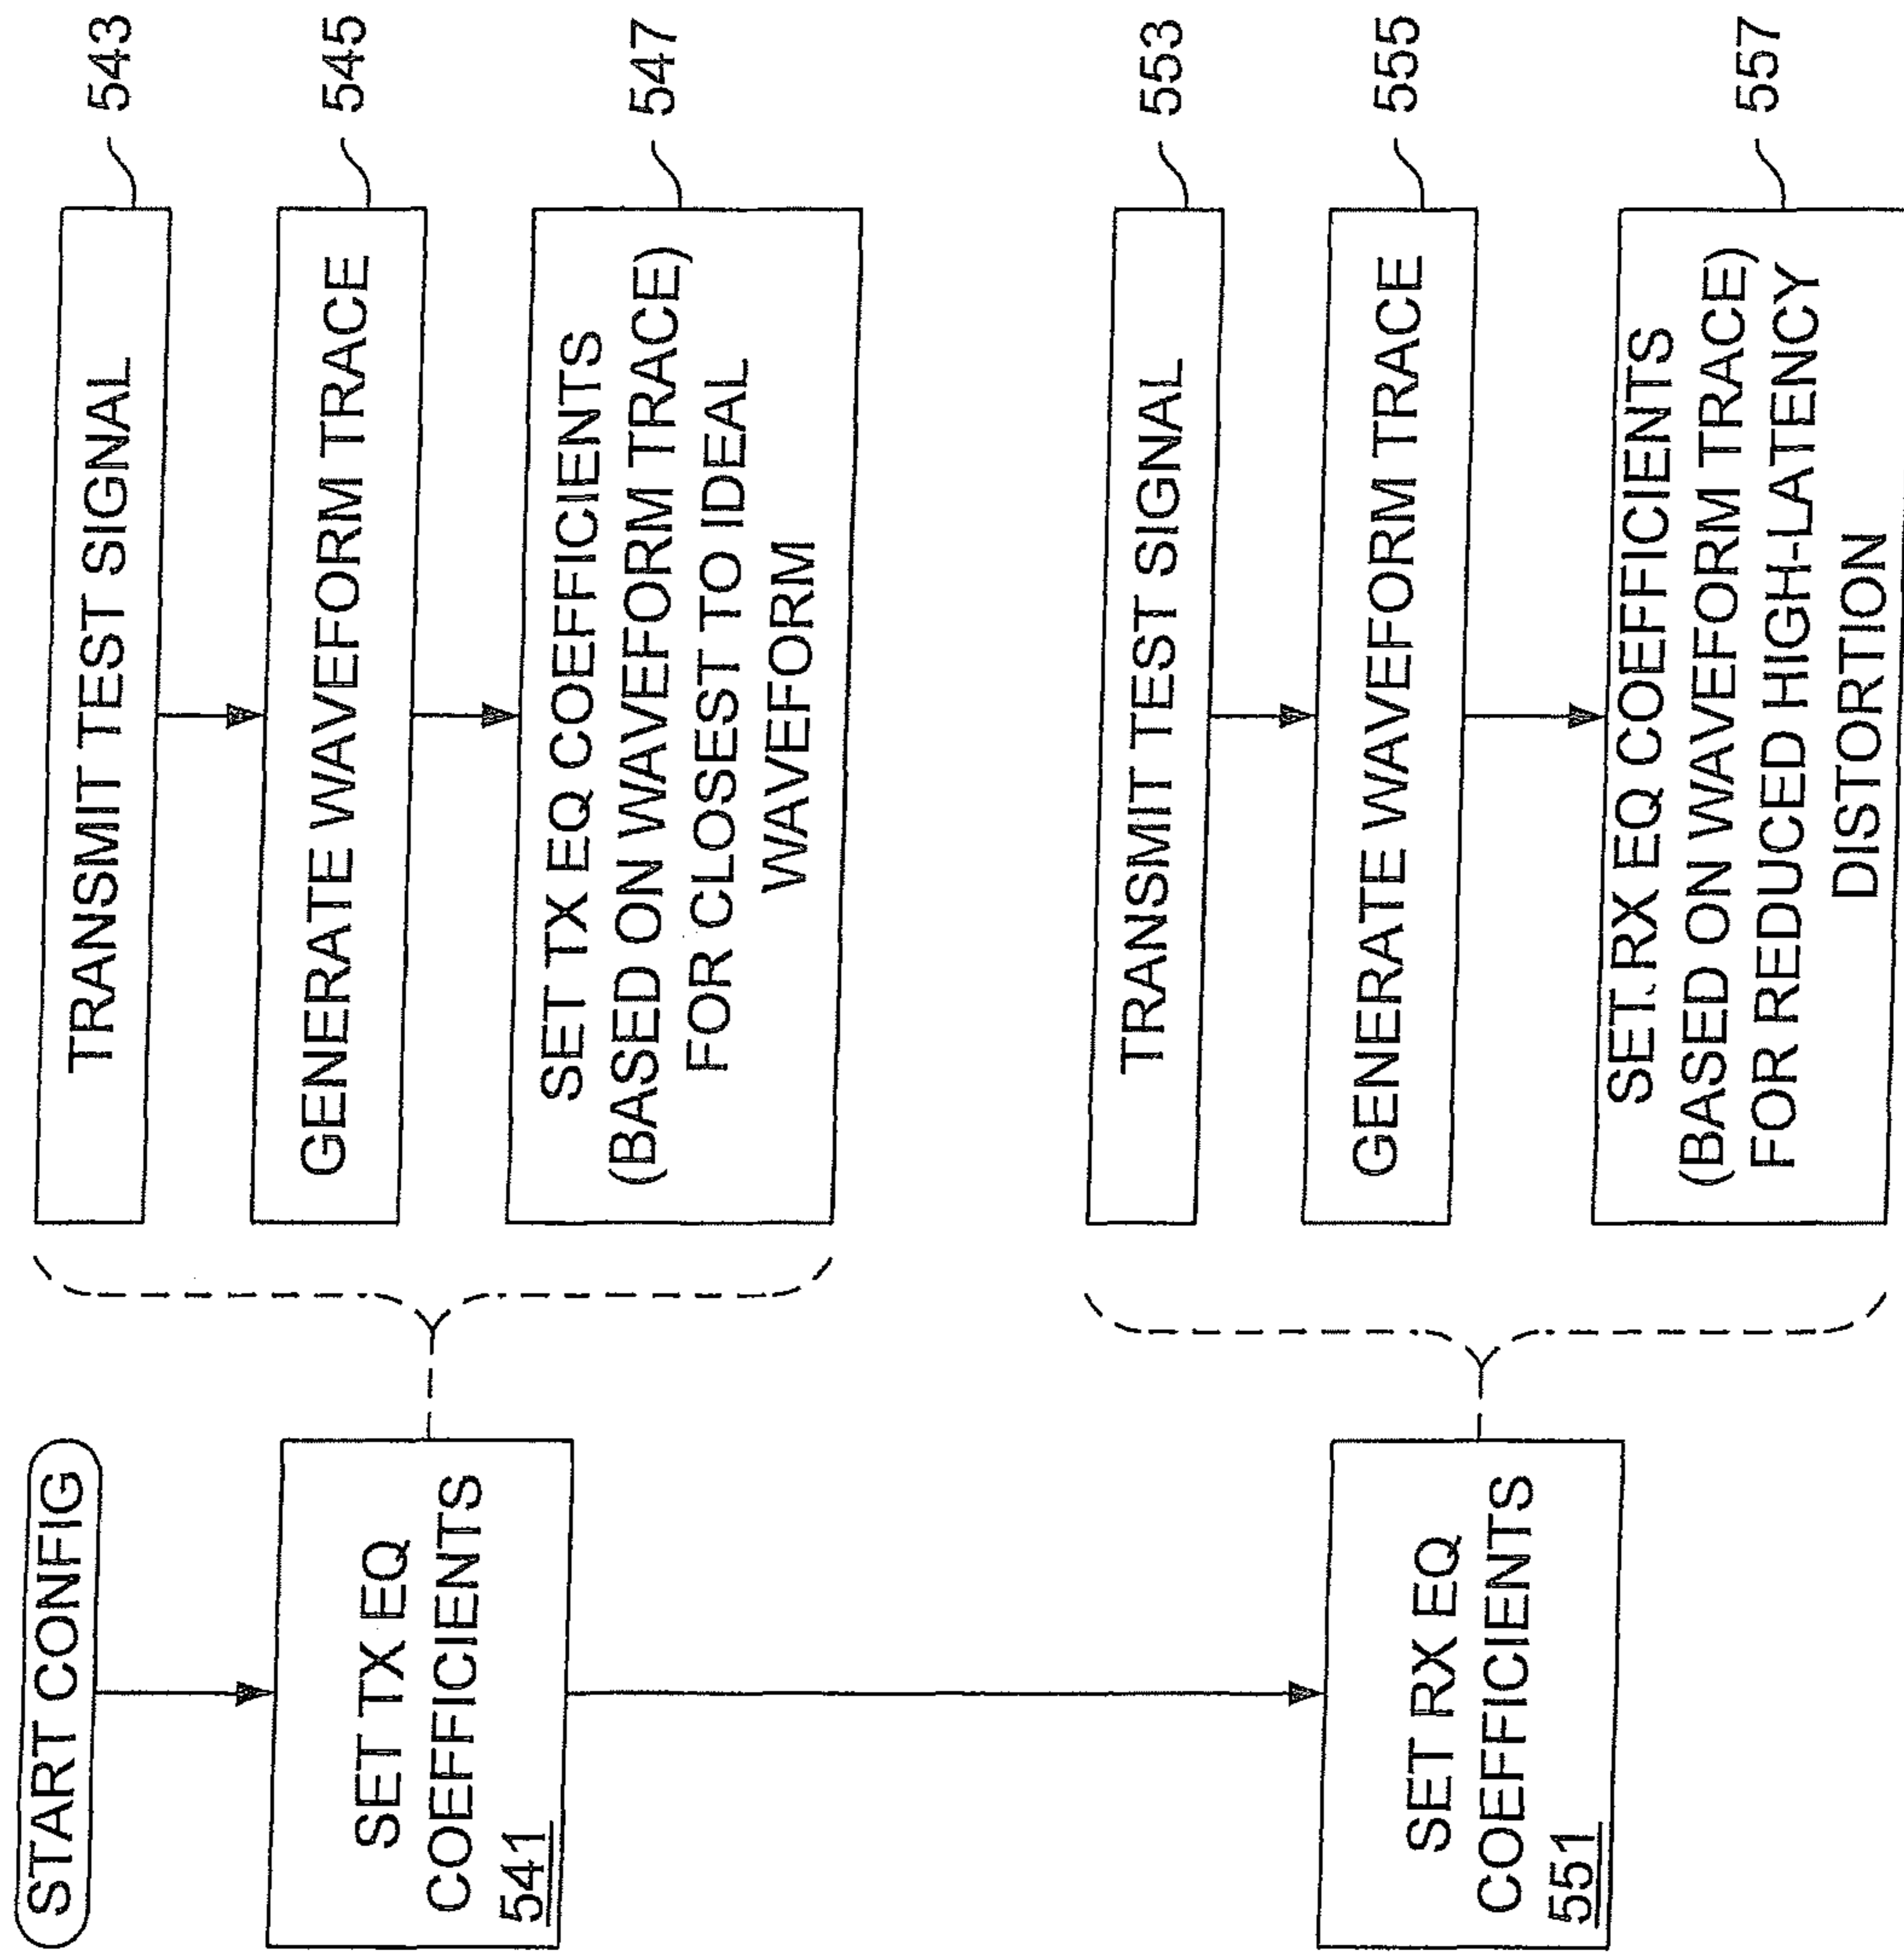 START CONFIG
SET TX EQ
COEFFICIENTS
541
TRANSMIT TEST SIGNAL
543
GENERATE WAVEFORM TRACE
545
SET TX EQ COEFFICIENTS
(BASED ON WAVEFORM TRACE)
FOR CLOSEST TO IDEAL
WAVEFORM
547
SET RX EQ
COEFFICIENTS
551
TRANSMIT TEST SIGNAL
553
GENERATE WAVEFORM TRACE
555
SET RX EQ COEFFICIENTS
(BASED ON WAVEFORM TRACE)
FOR REDUCED HIGH-LATENCY
DISTORTION
557